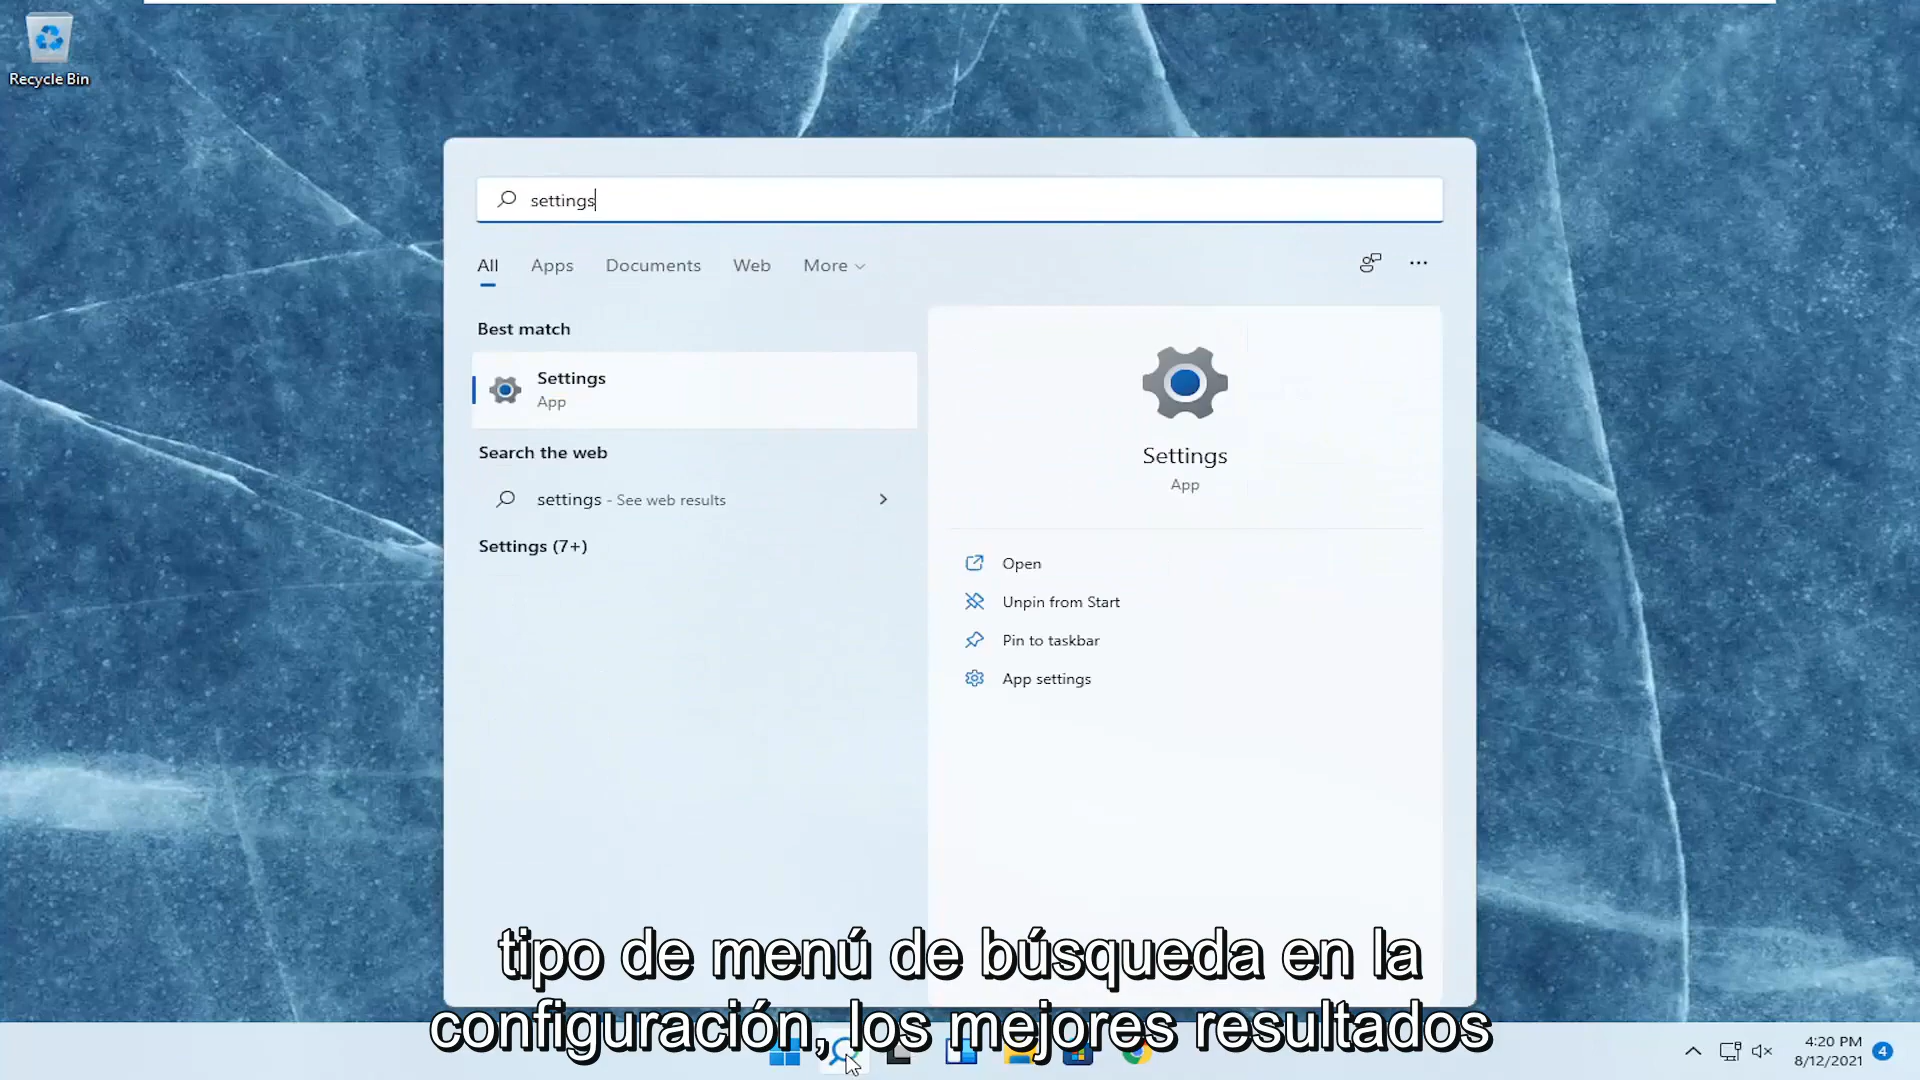 Recycle Bin
settings
All Apps Documents Web More
Best match
Settings
App
Search the web
settings - See web results
Settings (7+)
Settings
App
Open
Unpin from Start
Pin to taskbar
App settings
tipo de menú de búsqueda en la
configuración, los mejores resultados
4:20 PM
8/12/2021
4